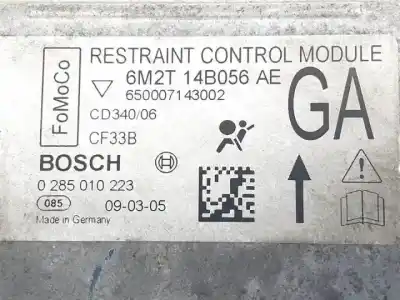 FoMoCo
RESTRAINT CONTROL MODULE
6M2T 14B056 AE
650007143002
CD340/06
CF33B
GA
BOSCH
0 285 010 223
085
09-03-05
Made in Germany